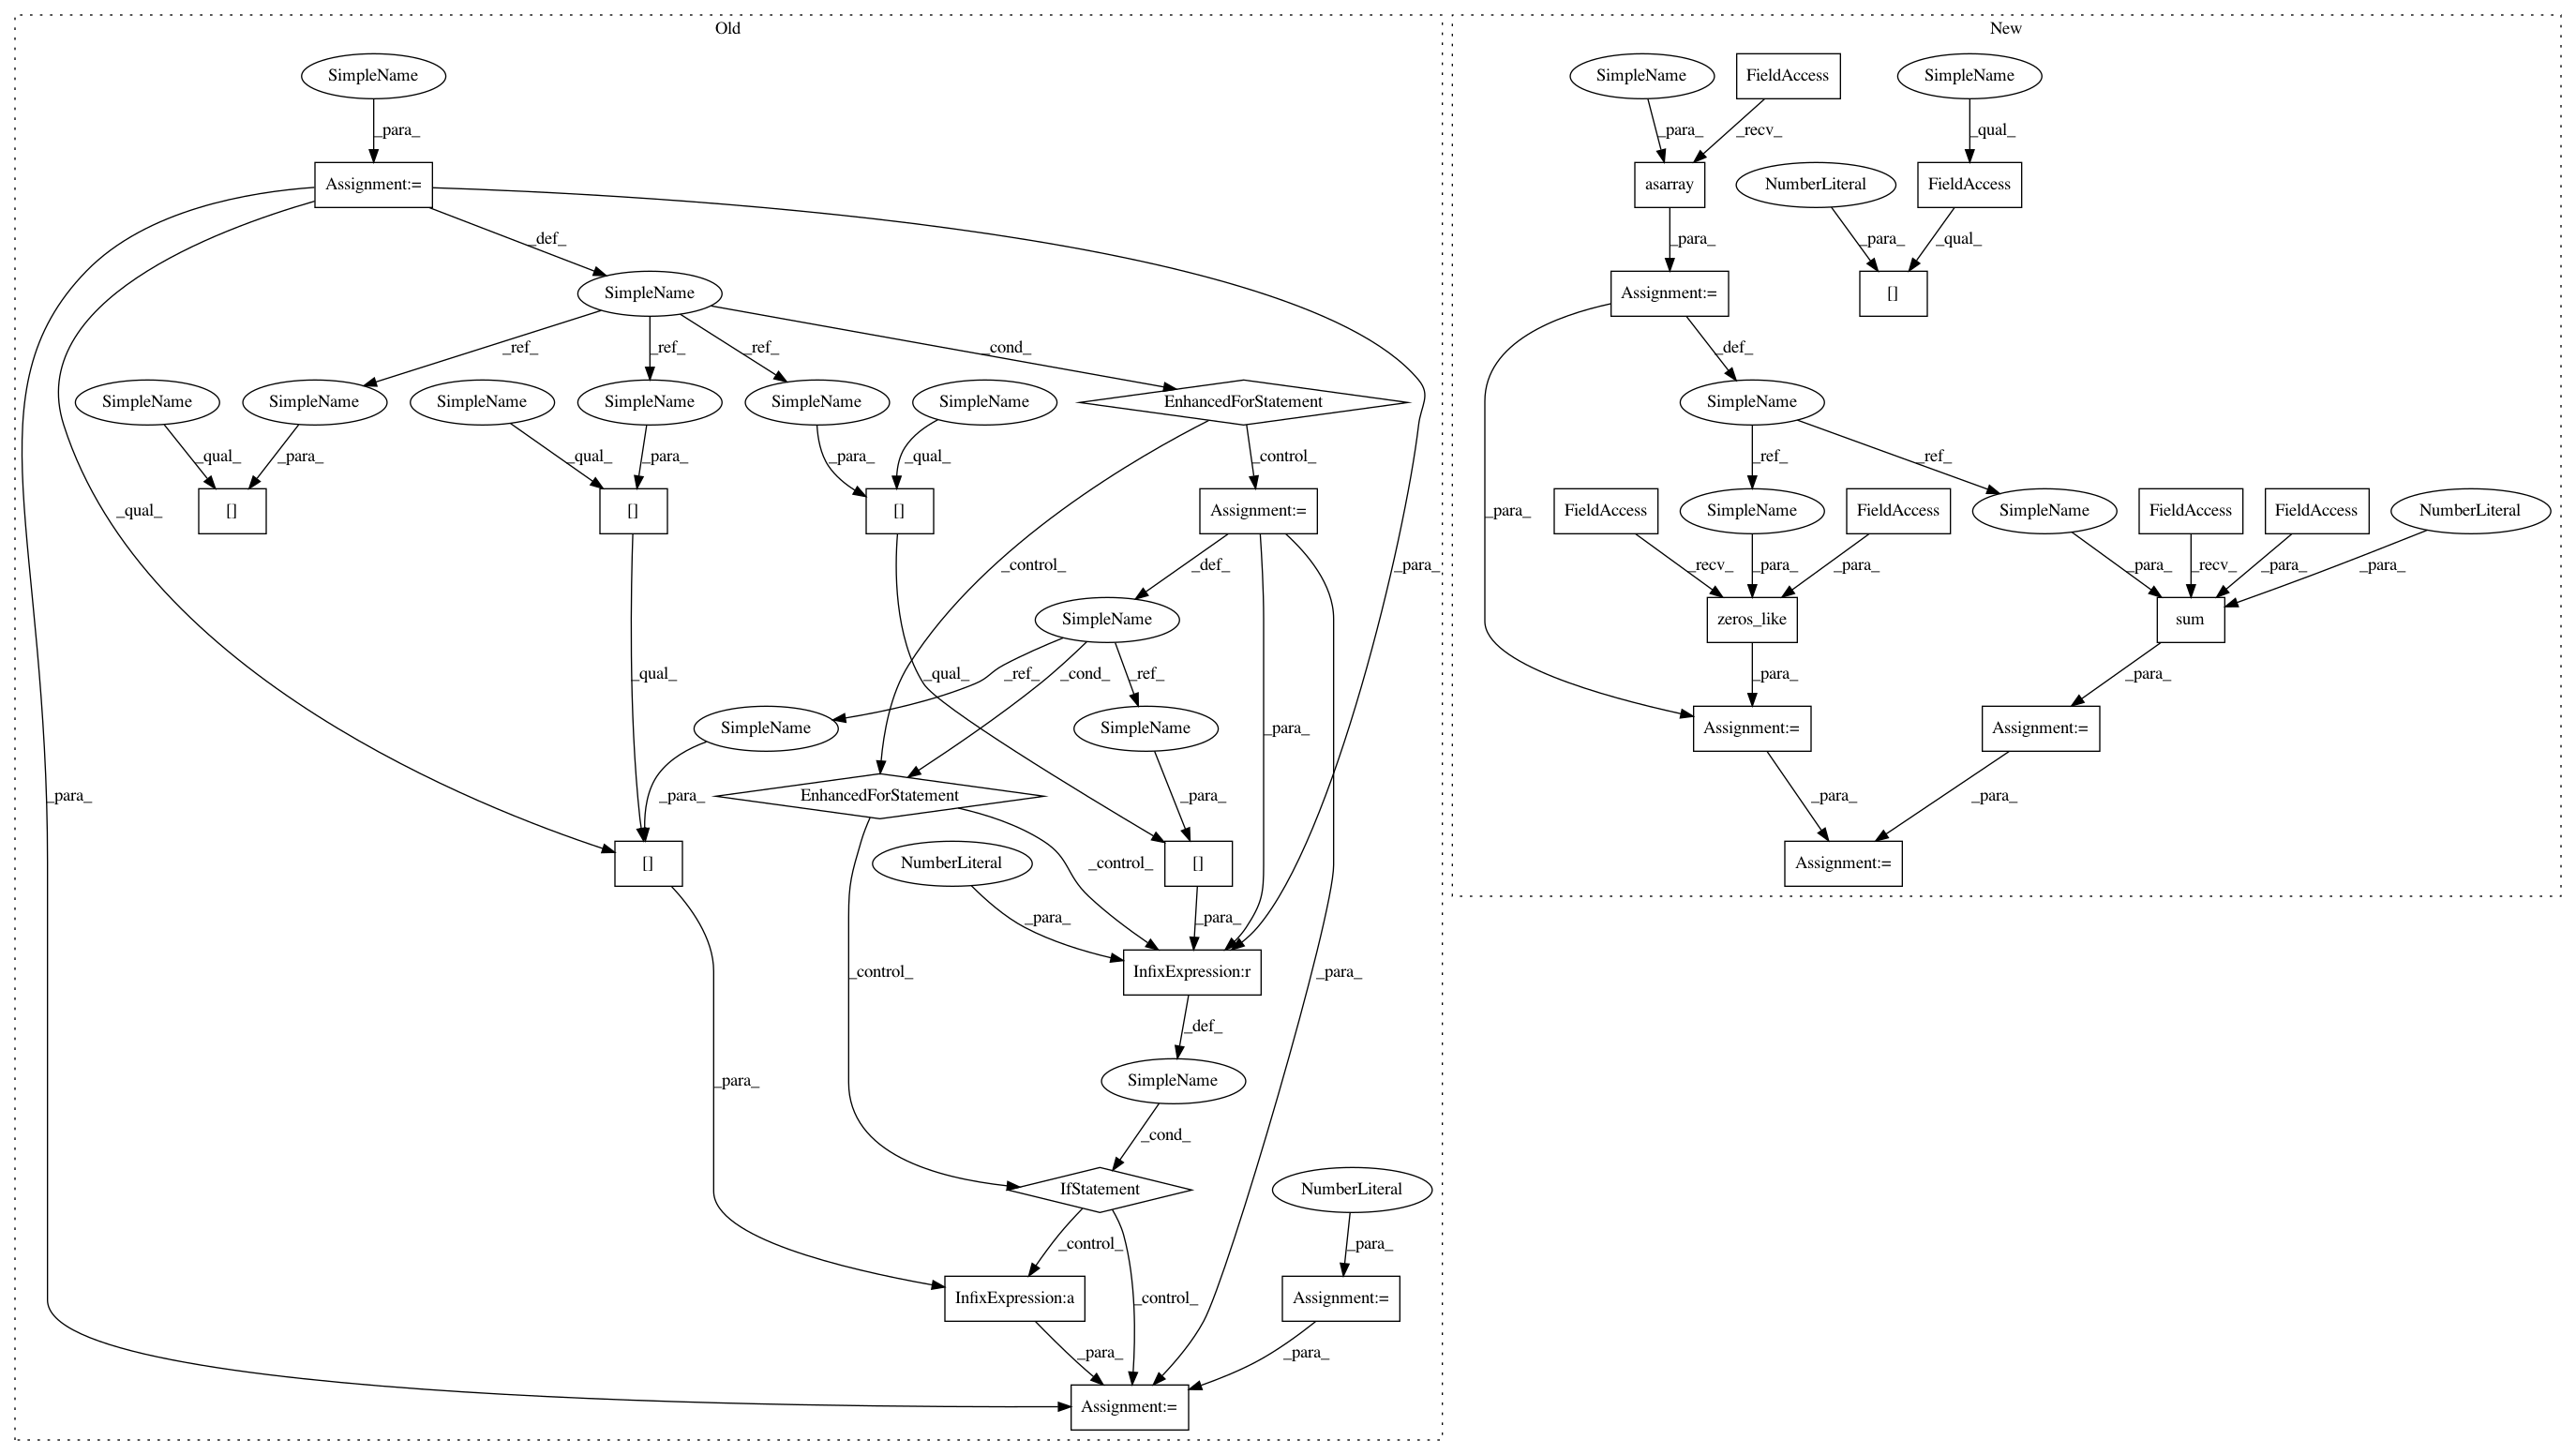 Old
New
SimpleName
SimpleName
FieldAccess
SimpleName
_para_
_para_
_recv_
_qual_
Assignment:=
asarray
NumberLiteral
FieldAccess
_def_
_para_
_para_
_qual_
SimpleName
Assignment:=
[]
_ref_
_ref_
_ref_
_cond_
_def_
SimpleName
SimpleName
SimpleName
SimpleName
SimpleName
SimpleName
EnhancedForStatement
SimpleName
_qual_
_para_
_qual_
_para_
_para_
_qual_
_control_
_ref_
_ref_
_qual_
[]
[]
[]
Assignment:=
_para_
FieldAccess
SimpleName
FieldAccess
SimpleName
FieldAccess
FieldAccess
NumberLiteral
_control_
_def_
_para_
_recv_
_para_
_para_
_para_
_recv_
_para_
_para_
SimpleName
zeros_like
sum
_qual_
_qual_
_ref_
_cond_
_ref_
_para_
_para_
SimpleName
SimpleName
_para_
Assignment:=
Assignment:=
_para_
EnhancedForStatement
_para_
_para_
_para_
_para_
[]
NumberLiteral
_control_
[]
Assignment:=
_para_
_para_
_control_
InfixExpression:r
_para_
_def_
_para_
SimpleName
_cond_
IfStatement
NumberLiteral
_control_
_para_
InfixExpression:a
_control_
Assignment:=
_para_
_para_
Assignment:=